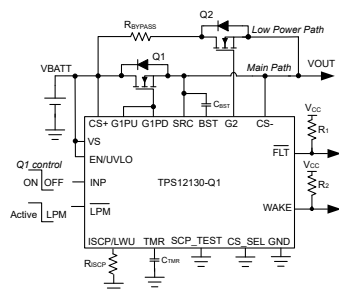 Q2
RBYPASS
Low Power Path
Q1
VBATT
Main Path
VOUT
CBST
CS+ G1PU G1PD SRC BST G2 CS-
VCC
R1
VS
EN/UVLO
FLT
Q1 control
ON OFF
INP
TPS12130-Q1
VCC
R2
Active LPM
LPM
WAKE
ISCP/LWU TMR SCP_TEST CS_SEL GND
RISCP
CTMR